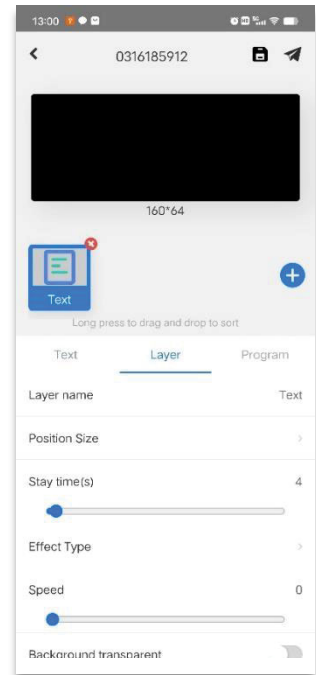 13:00
0316185912
160*64
Text
Long press to drag and drop to sort
Text Layer Program
Layer name Text
Position Size
Stay time(s) 4
Effect Type
Speed 0
Background transparent